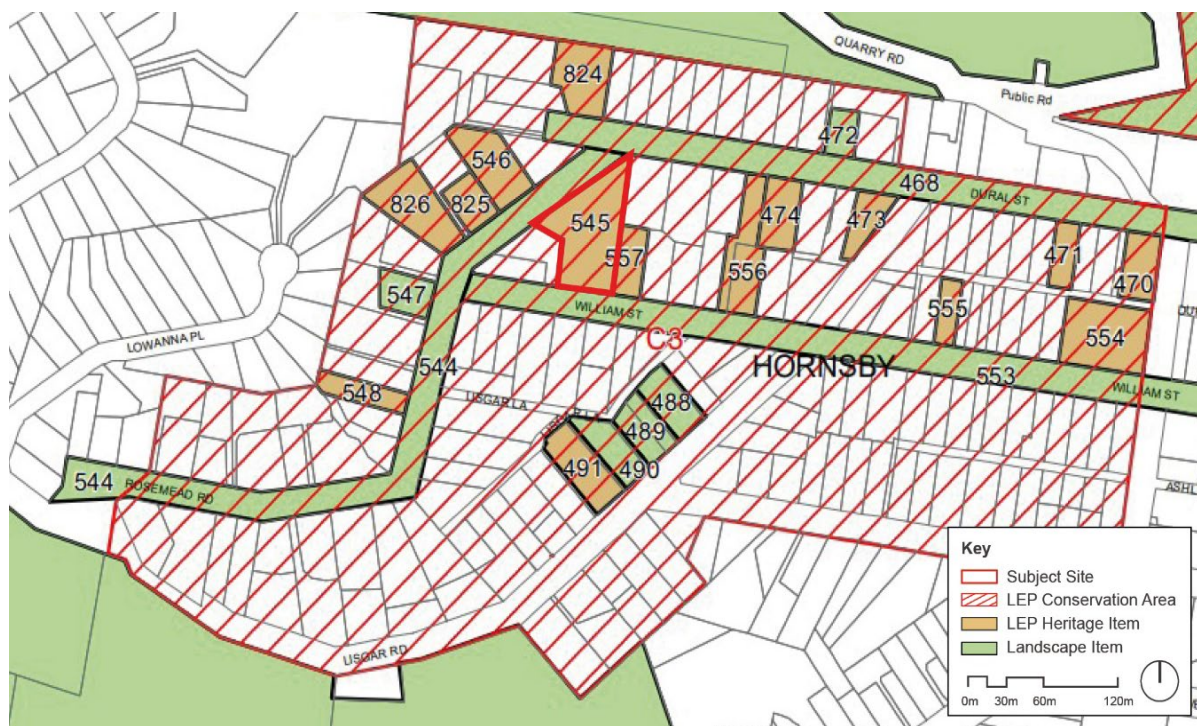 QUARRY RD
Public Rd
824
472
546
468
DURAL ST
826
825
545
474
473
557
556
471
470
547
WILLIAM ST
555
554
LOWANNA PL
C3
HORNSBY
544
553
WILLIAM ST
548
LISGAR LA
488
489
491
490
544
ROSEMEAD RD
ASHL
LISGAR RD
Key
Subject Site
LEP Conservation Area
LEP Heritage Item
Landscape Item
0m 30m 60m 120m